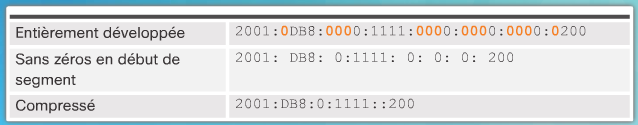 Entièrement développée 2001:0DB8:0000:1111:0000:0000:0000:0200
Sans zéros en début de segment 2001: DB8: 0:1111: 0: 0: 0: 200
Compressé 2001:DB8:0:1111::200